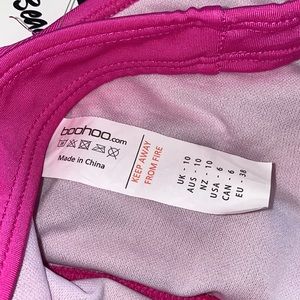 boohoo.com
Made in China
KEEP AWAY
FROM FIRE
UK - 10
AUS - 10
NZ - 10
USA - 6
CAN - 6
EU - 38